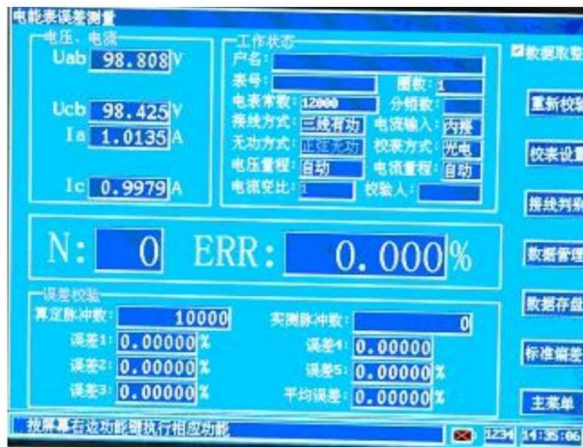 电能表误差测量
电压、电流
Uab 98.808 V
Ucb 98.425 V
Ia 1.0135 A
Ic 0.9979 A
工作状态
户名:
表号: 圈数: 1
电表常数: 12000 分频数:
接线方式: 三线有功 电流输入: 内接
无功方式: 正弦无功 校表方式: 光电
电压量程: 自动 电流量程: 自动
电流变比: 1 校验人:
数据取整
重新校验
校表设置
接线判别
数据管理
数据存盘
标准偏差
主菜单
N: 0 ERR: 0.000 %
误差校验
算定脉冲数: 10000 实测脉冲数: 0
误差1: 0.00000 % 误差4: 0.00000
误差2: 0.00000 % 误差5: 0.00000 %
误差3: 0.00000 % 平均误差: 0.00000 %
按屏幕右边功能键执行相应功能
1234 14:35:06